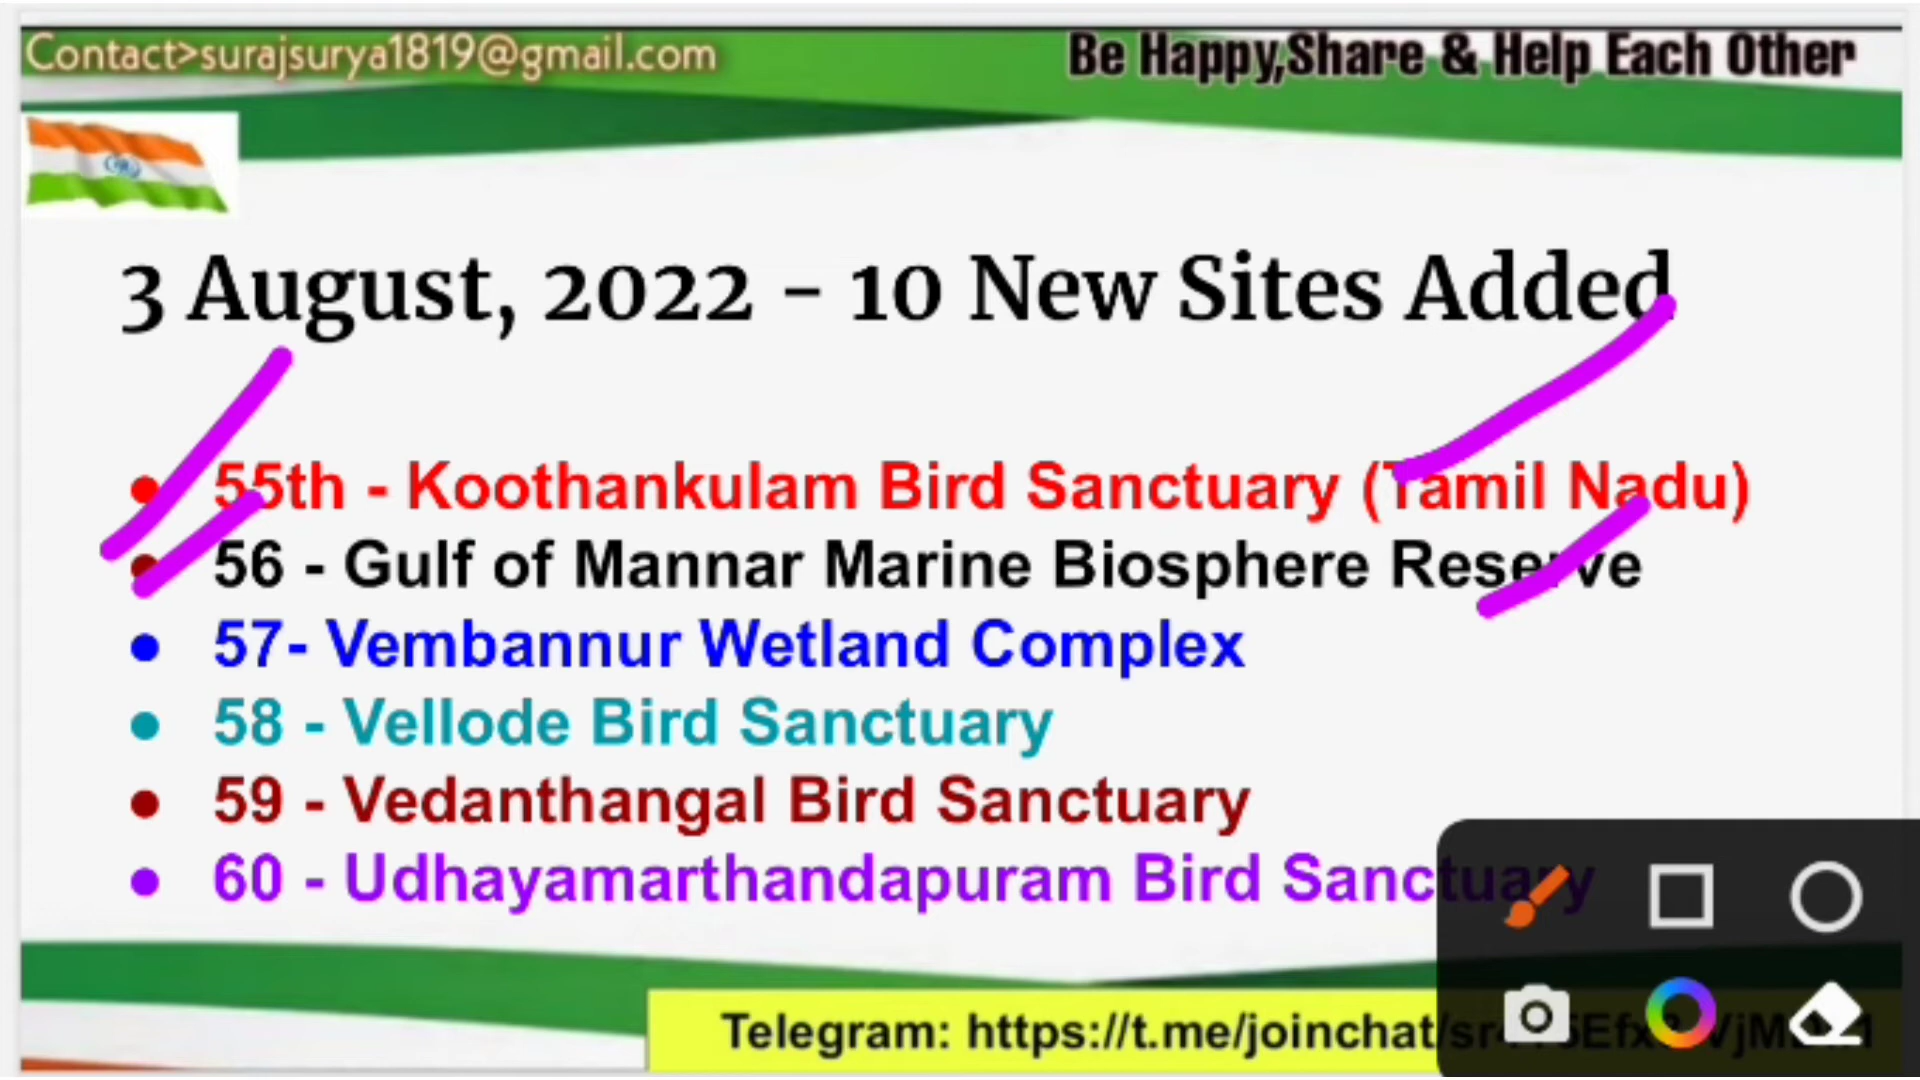 Contact>surajsurya1819@gmail.com
Be Happy,Share & Help Each Other
3 August, 2022 - 10 New Sites Added
55th - Koothankulam Bird Sanctuary (Tamil Nadu)
56 - Gulf of Mannar Marine Biosphere Reserve
57- Vembannur Wetland Complex
58 - Vellode Bird Sanctuary
59 - Vedanthangal Bird Sanctuary
60 - Udhayamarthandapuram Bird Sanctuary
Telegram: https://t.me/joinchat/